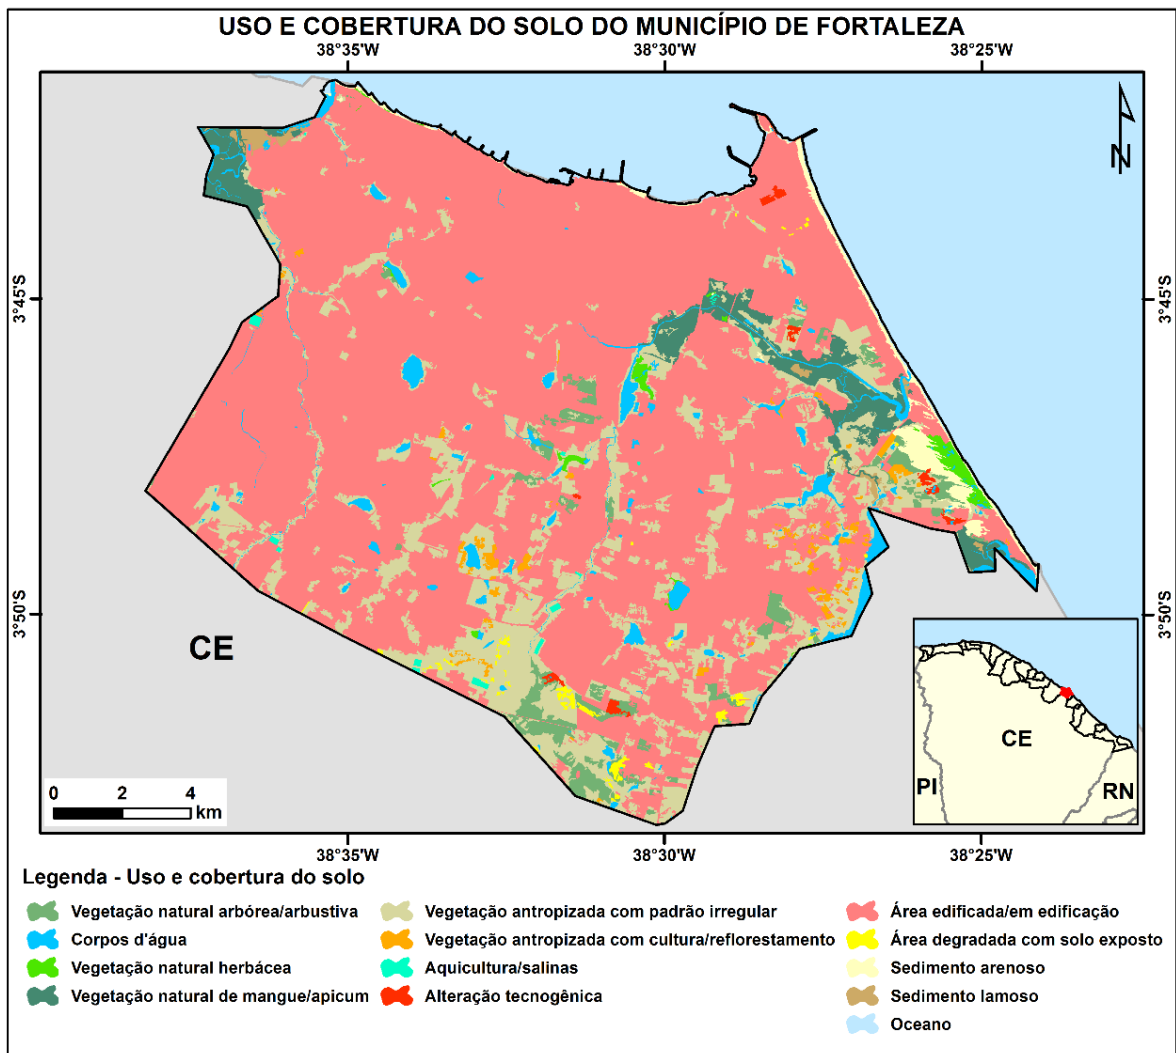 USO E COBERTURA DO SOLO DO MUNICÍPIO DE FORTALEZA
38°35'W 38°30'W 38°25'W
N
3°45'S 3°45'S
3°50'S 3°50'S
CE
CE
PI
RN
0 2 4
km
38°35'W 38°30'W 38°25'W
Legenda - Uso e cobertura do solo
Vegetação natural arbórea/arbustiva
Corpos d'água
Vegetação natural herbácea
Vegetação natural de mangue/apicum
Vegetação antropizada com padrão irregular
Vegetação antropizada com cultura/reflorestamento
Aquicultura/salinas
Alteração tecnogênica
Área edificada/em edificação
Área degradada com solo exposto
Sedimento arenoso
Sedimento lamoso
Oceano